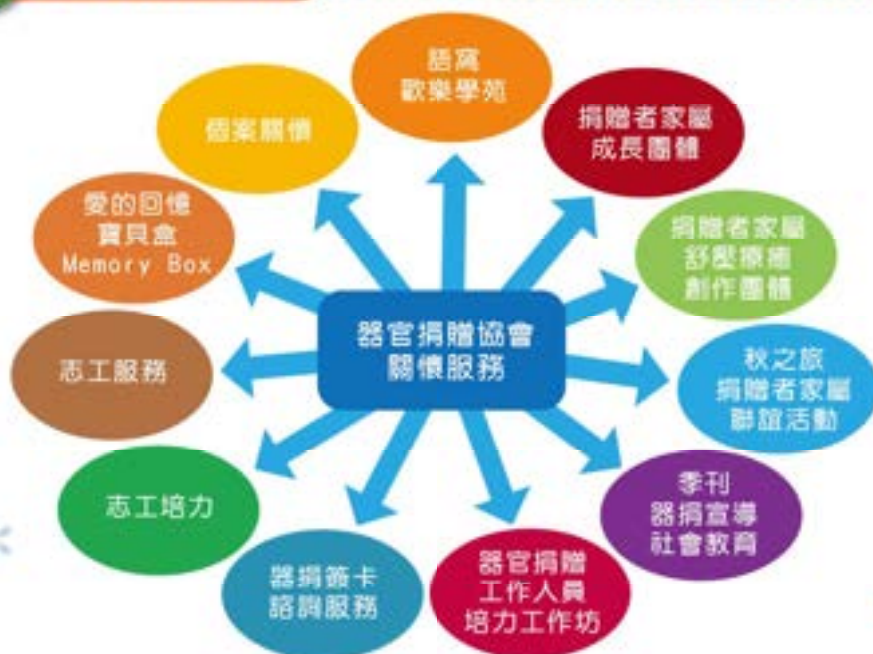 器官捐贈協會
關懷服務
語窩
歡樂學苑
捐贈者家屬
成長團體
捐贈者家屬
舒壓療癒
創作團體
秋之旅
捐贈者家屬
聯誼活動
季刊
器捐宣導
社會教育
器官捐贈
工作人員
培力工作坊
器捐簽卡
諮詢服務
志工培力
志工服務
愛的回憶
寶貝盒
Memory Box
個案關懷